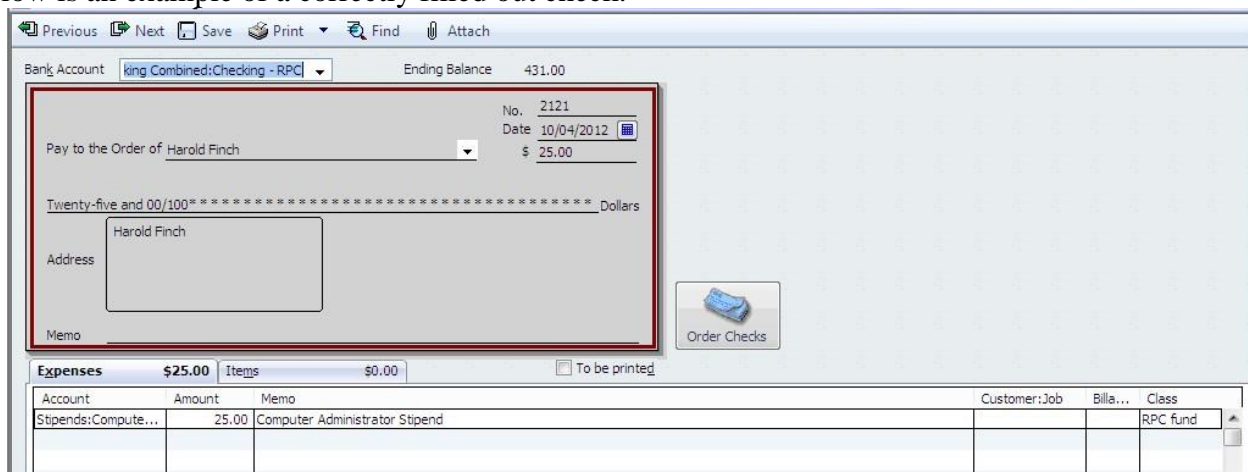 Previous Next Save Print Find Attach
Bank Account king Combined:Checking - RPC Ending Balance 431.00
No. 2121
Date 10/04/2012
Pay to the Order of Harold Finch $ 25.00
Twenty-five and 00/100* * * * * * * * * * * * * * * * * * * * * * * * * * * * * * * * * * * * * * Dollars
Harold Finch
Address
Memo
Order Checks
Expenses $25.00 Items $0.00 To be printed
Account Amount Memo Customer:Job Billa... Class
Stipends:Compute... 25.00 Computer Administrator Stipend RPC fund